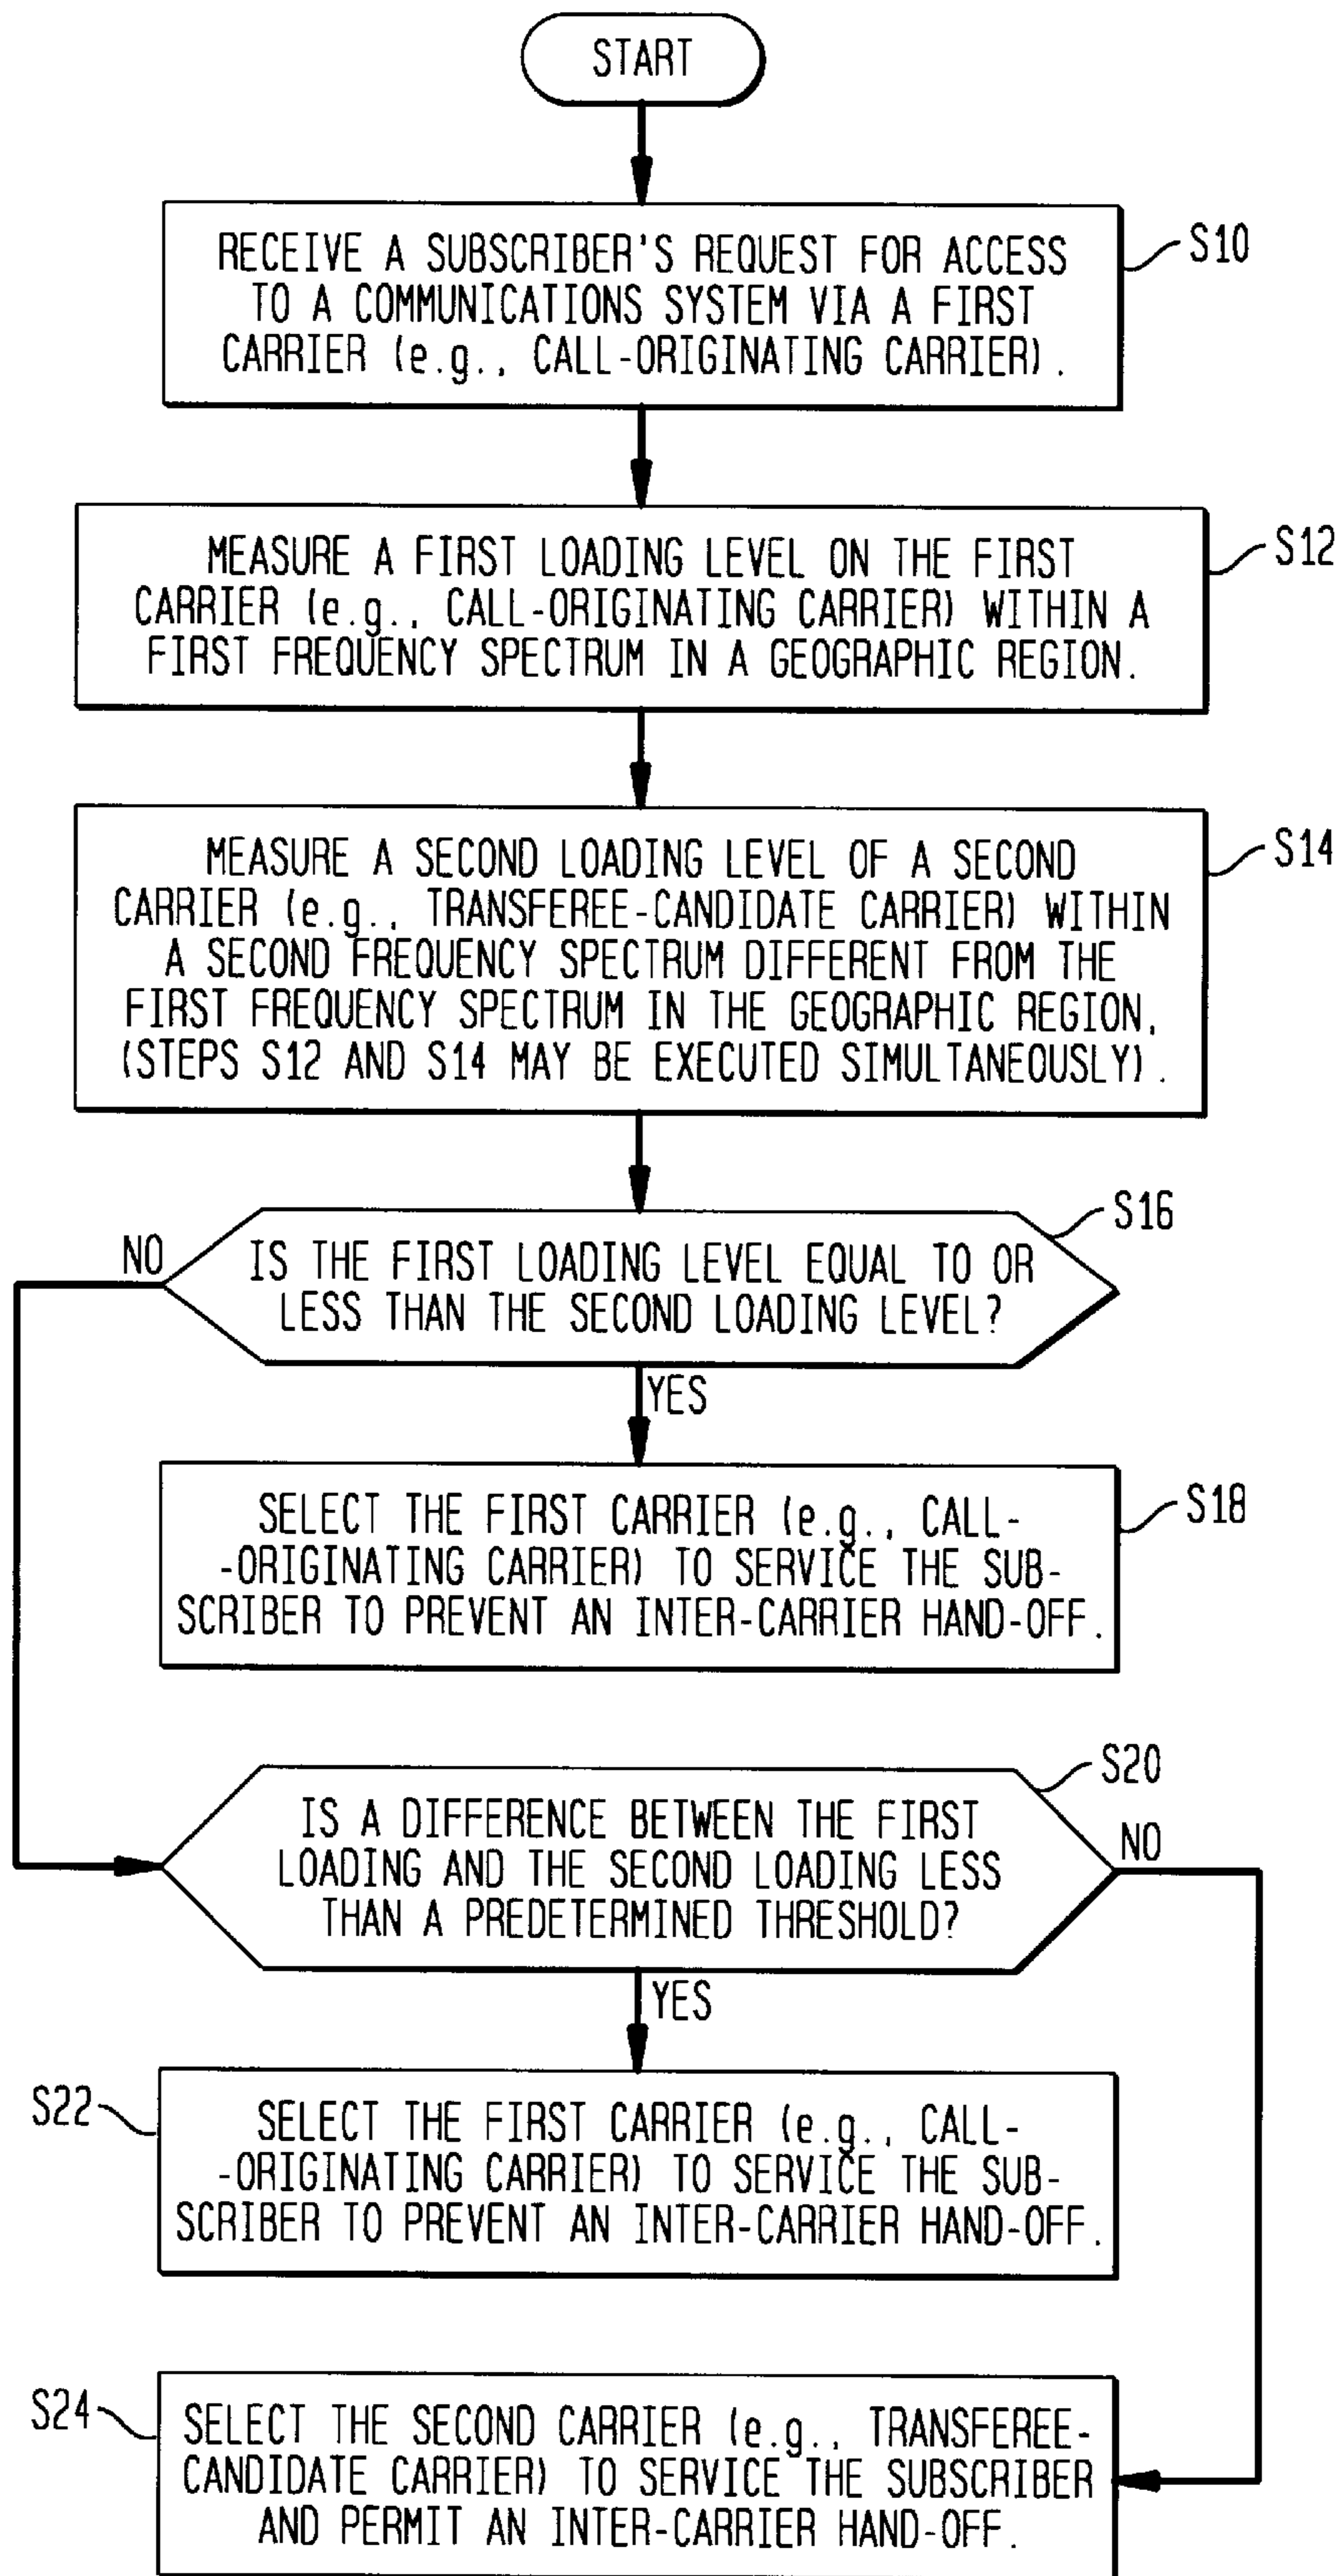 START
RECEIVE A SUBSCRIBER'S REQUEST FOR ACCESS
TO A COMMUNICATIONS SYSTEM VIA A FIRST
CARRIER (e.g., CALL-ORIGINATING CARRIER).
S10
MEASURE A FIRST LOADING LEVEL ON THE FIRST
CARRIER (e.g., CALL-ORIGINATING CARRIER) WITHIN A
FIRST FREQUENCY SPECTRUM IN A GEOGRAPHIC REGION.
S12
MEASURE A SECOND LOADING LEVEL OF A SECOND
CARRIER (e.g., TRANSFEREE-CANDIDATE CARRIER) WITHIN
A SECOND FREQUENCY SPECTRUM DIFFERENT FROM THE
FIRST FREQUENCY SPECTRUM IN THE GEOGRAPHIC REGION.
(STEPS S12 AND S14 MAY BE EXECUTED SIMULTANEOUSLY).
S14
S16
NO
IS THE FIRST LOADING LEVEL EQUAL TO OR
LESS THAN THE SECOND LOADING LEVEL?
YES
SELECT THE FIRST CARRIER (e.g., CALL-
-ORIGINATING CARRIER) TO SERVICE THE SUB-
SCRIBER TO PREVENT AN INTER-CARRIER HAND-OFF.
S18
S20
IS A DIFFERENCE BETWEEN THE FIRST
LOADING AND THE SECOND LOADING LESS
THAN A PREDETERMINED THRESHOLD?
NO
YES
S22
SELECT THE FIRST CARRIER (e.g., CALL-
-ORIGINATING CARRIER) TO SERVICE THE SUB-
SCRIBER TO PREVENT AN INTER-CARRIER HAND-OFF.
S24
SELECT THE SECOND CARRIER (e.g., TRANSFEREE-
CANDIDATE CARRIER) TO SERVICE THE SUBSCRIBER
AND PERMIT AN INTER-CARRIER HAND-OFF.